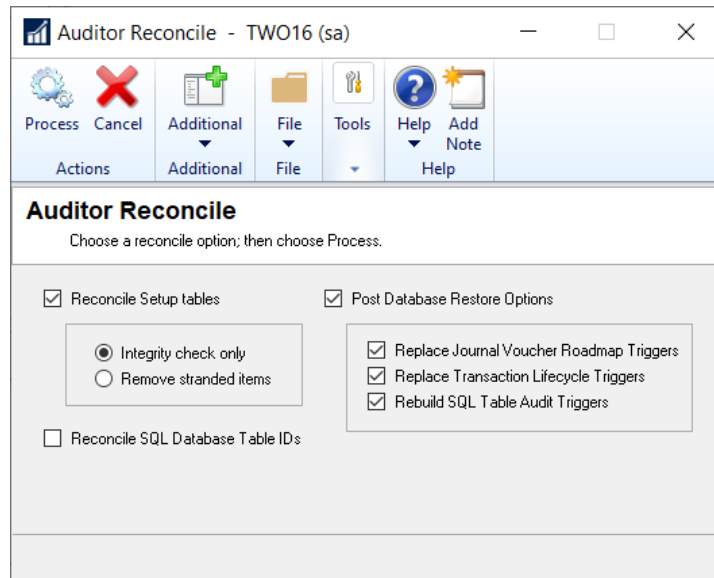 Auditor Reconcile - TWO16 (sa)
Process Cancel Additional File Tools Help Add Note
Actions Additional File Help
Auditor Reconcile
Choose a reconcile option; then choose Process.
Reconcile Setup tables
Integrity check only
Remove stranded items
Reconcile SQL Database Table IDs
Post Database Restore Options
Replace Journal Voucher Roadmap Triggers
Replace Transaction Lifecycle Triggers
Rebuild SQL Table Audit Triggers